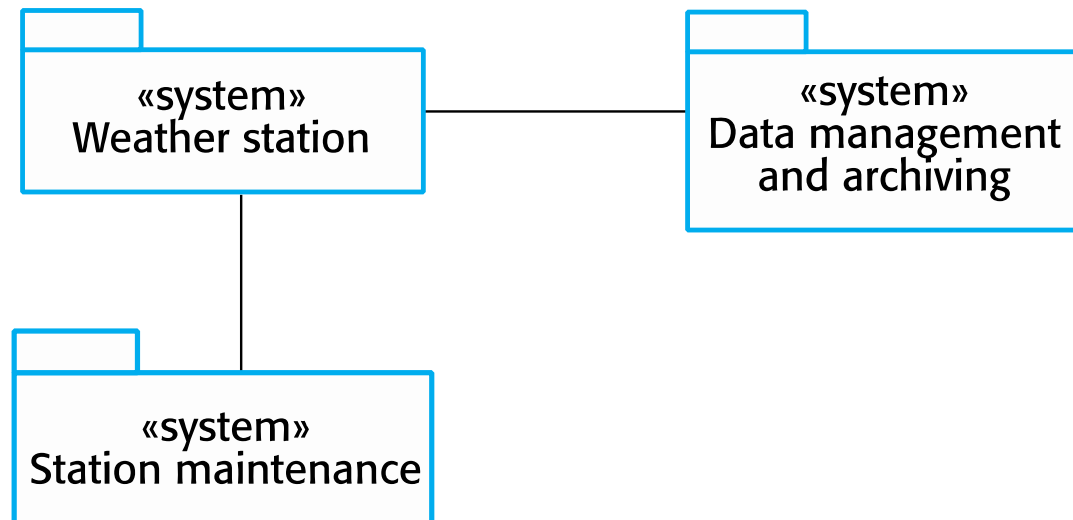 «system»
Weather station
«system»
Data management
and archiving
«system»
Station maintenance